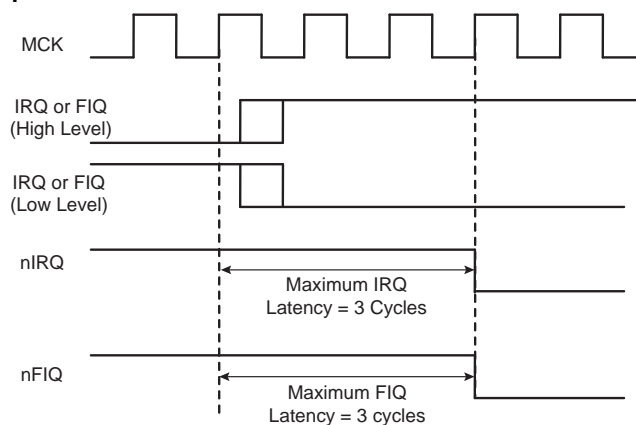 MCK
IRQ or FIQ
(High Level)
IRQ or FIQ
(Low Level)
nIRQ
Maximum IRQ
Latency = 3 Cycles
nFIQ
Maximum FIQ
Latency = 3 cycles